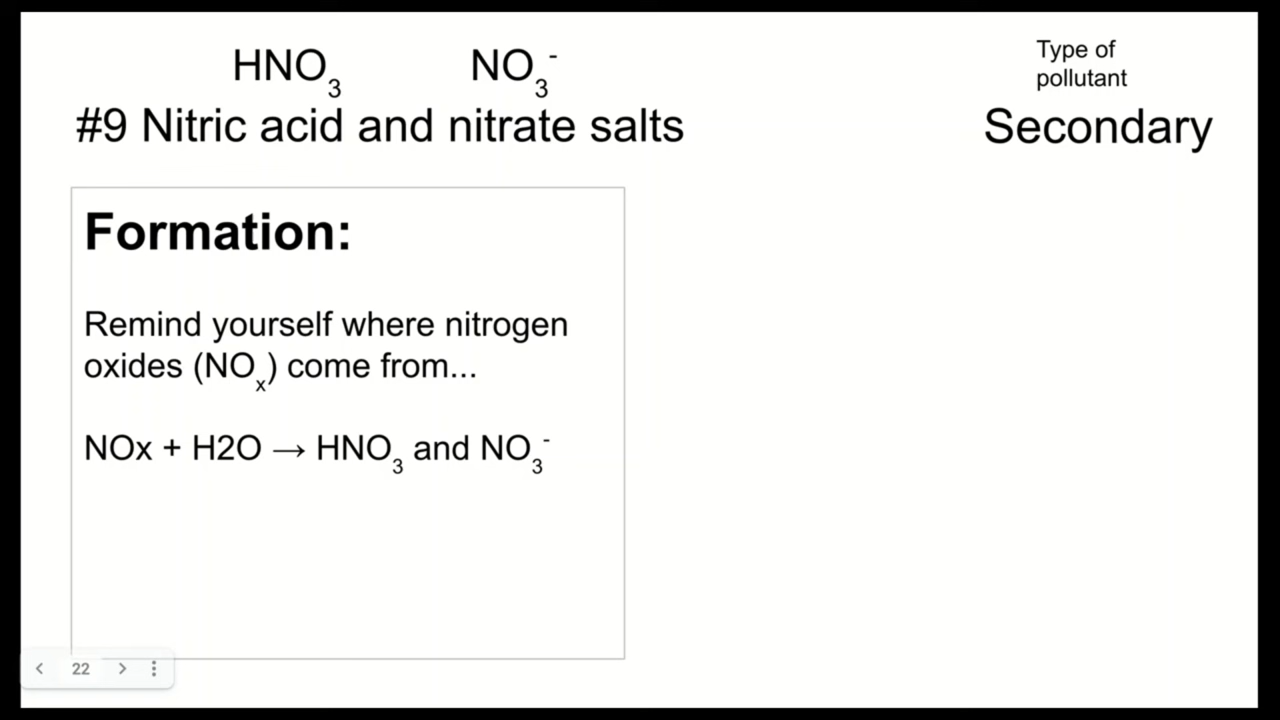 HNO₃ NO₃⁻
#9 Nitric acid and nitrate salts
Type of
pollutant
Secondary
Formation:
Remind yourself where nitrogen
oxides (NOₓ) come from...
NOx + H2O → HNO₃ and NO₃⁻
22